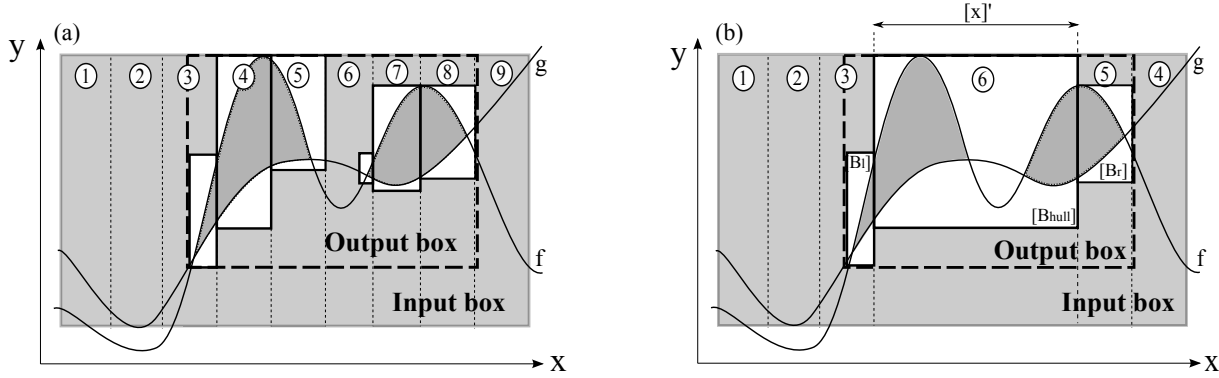 (a)
y
① ② ③ ④ ⑤ ⑥ ⑦ ⑧ ⑨
g
Output box
f
Input box
x
[x]'
(b)
y
① ② ③ ⑥ ⑤ ④
g
[Bl]
[Br]
[Bhull]
Output box
f
Input box
x